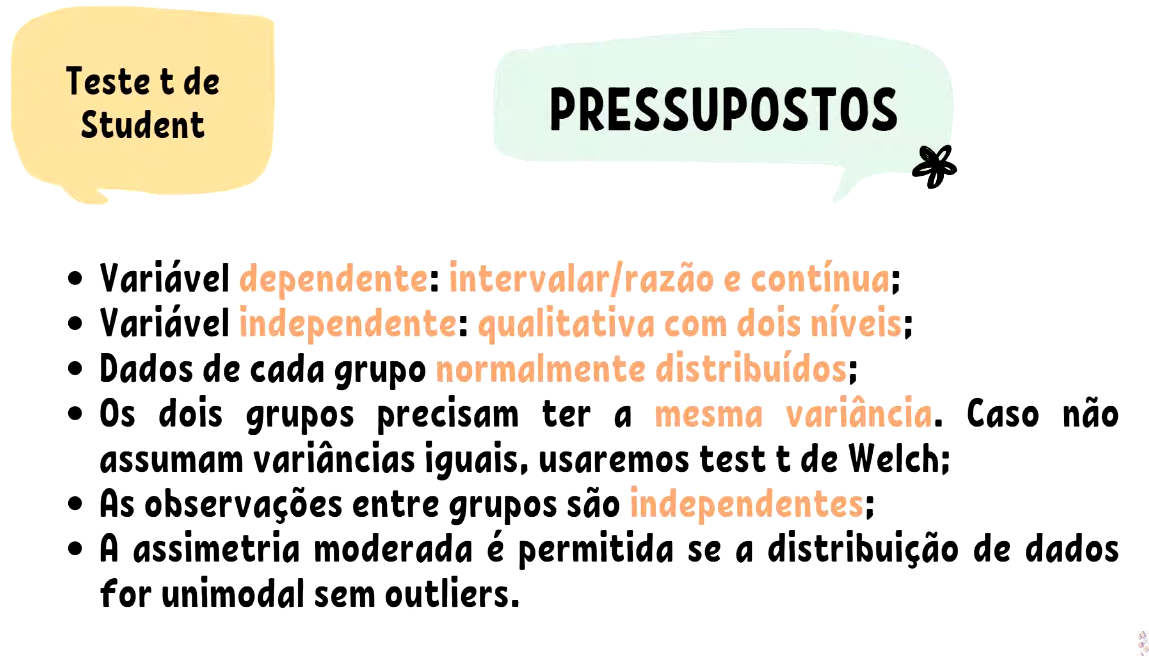 Teste t de
Student
PRESSUPOSTOS
• Variável dependente: intervalar/razão e contínua;
• Variável independente: qualitativa com dois níveis;
• Dados de cada grupo normalmente distribuídos;
• Os dois grupos precisam ter a mesma variância. Caso não
assumam variâncias iguais, usaremos test t de Welch;
• As observações entre grupos são independentes;
• A assimetria moderada é permitida se a distribuição de dados
for unimodal sem outliers.